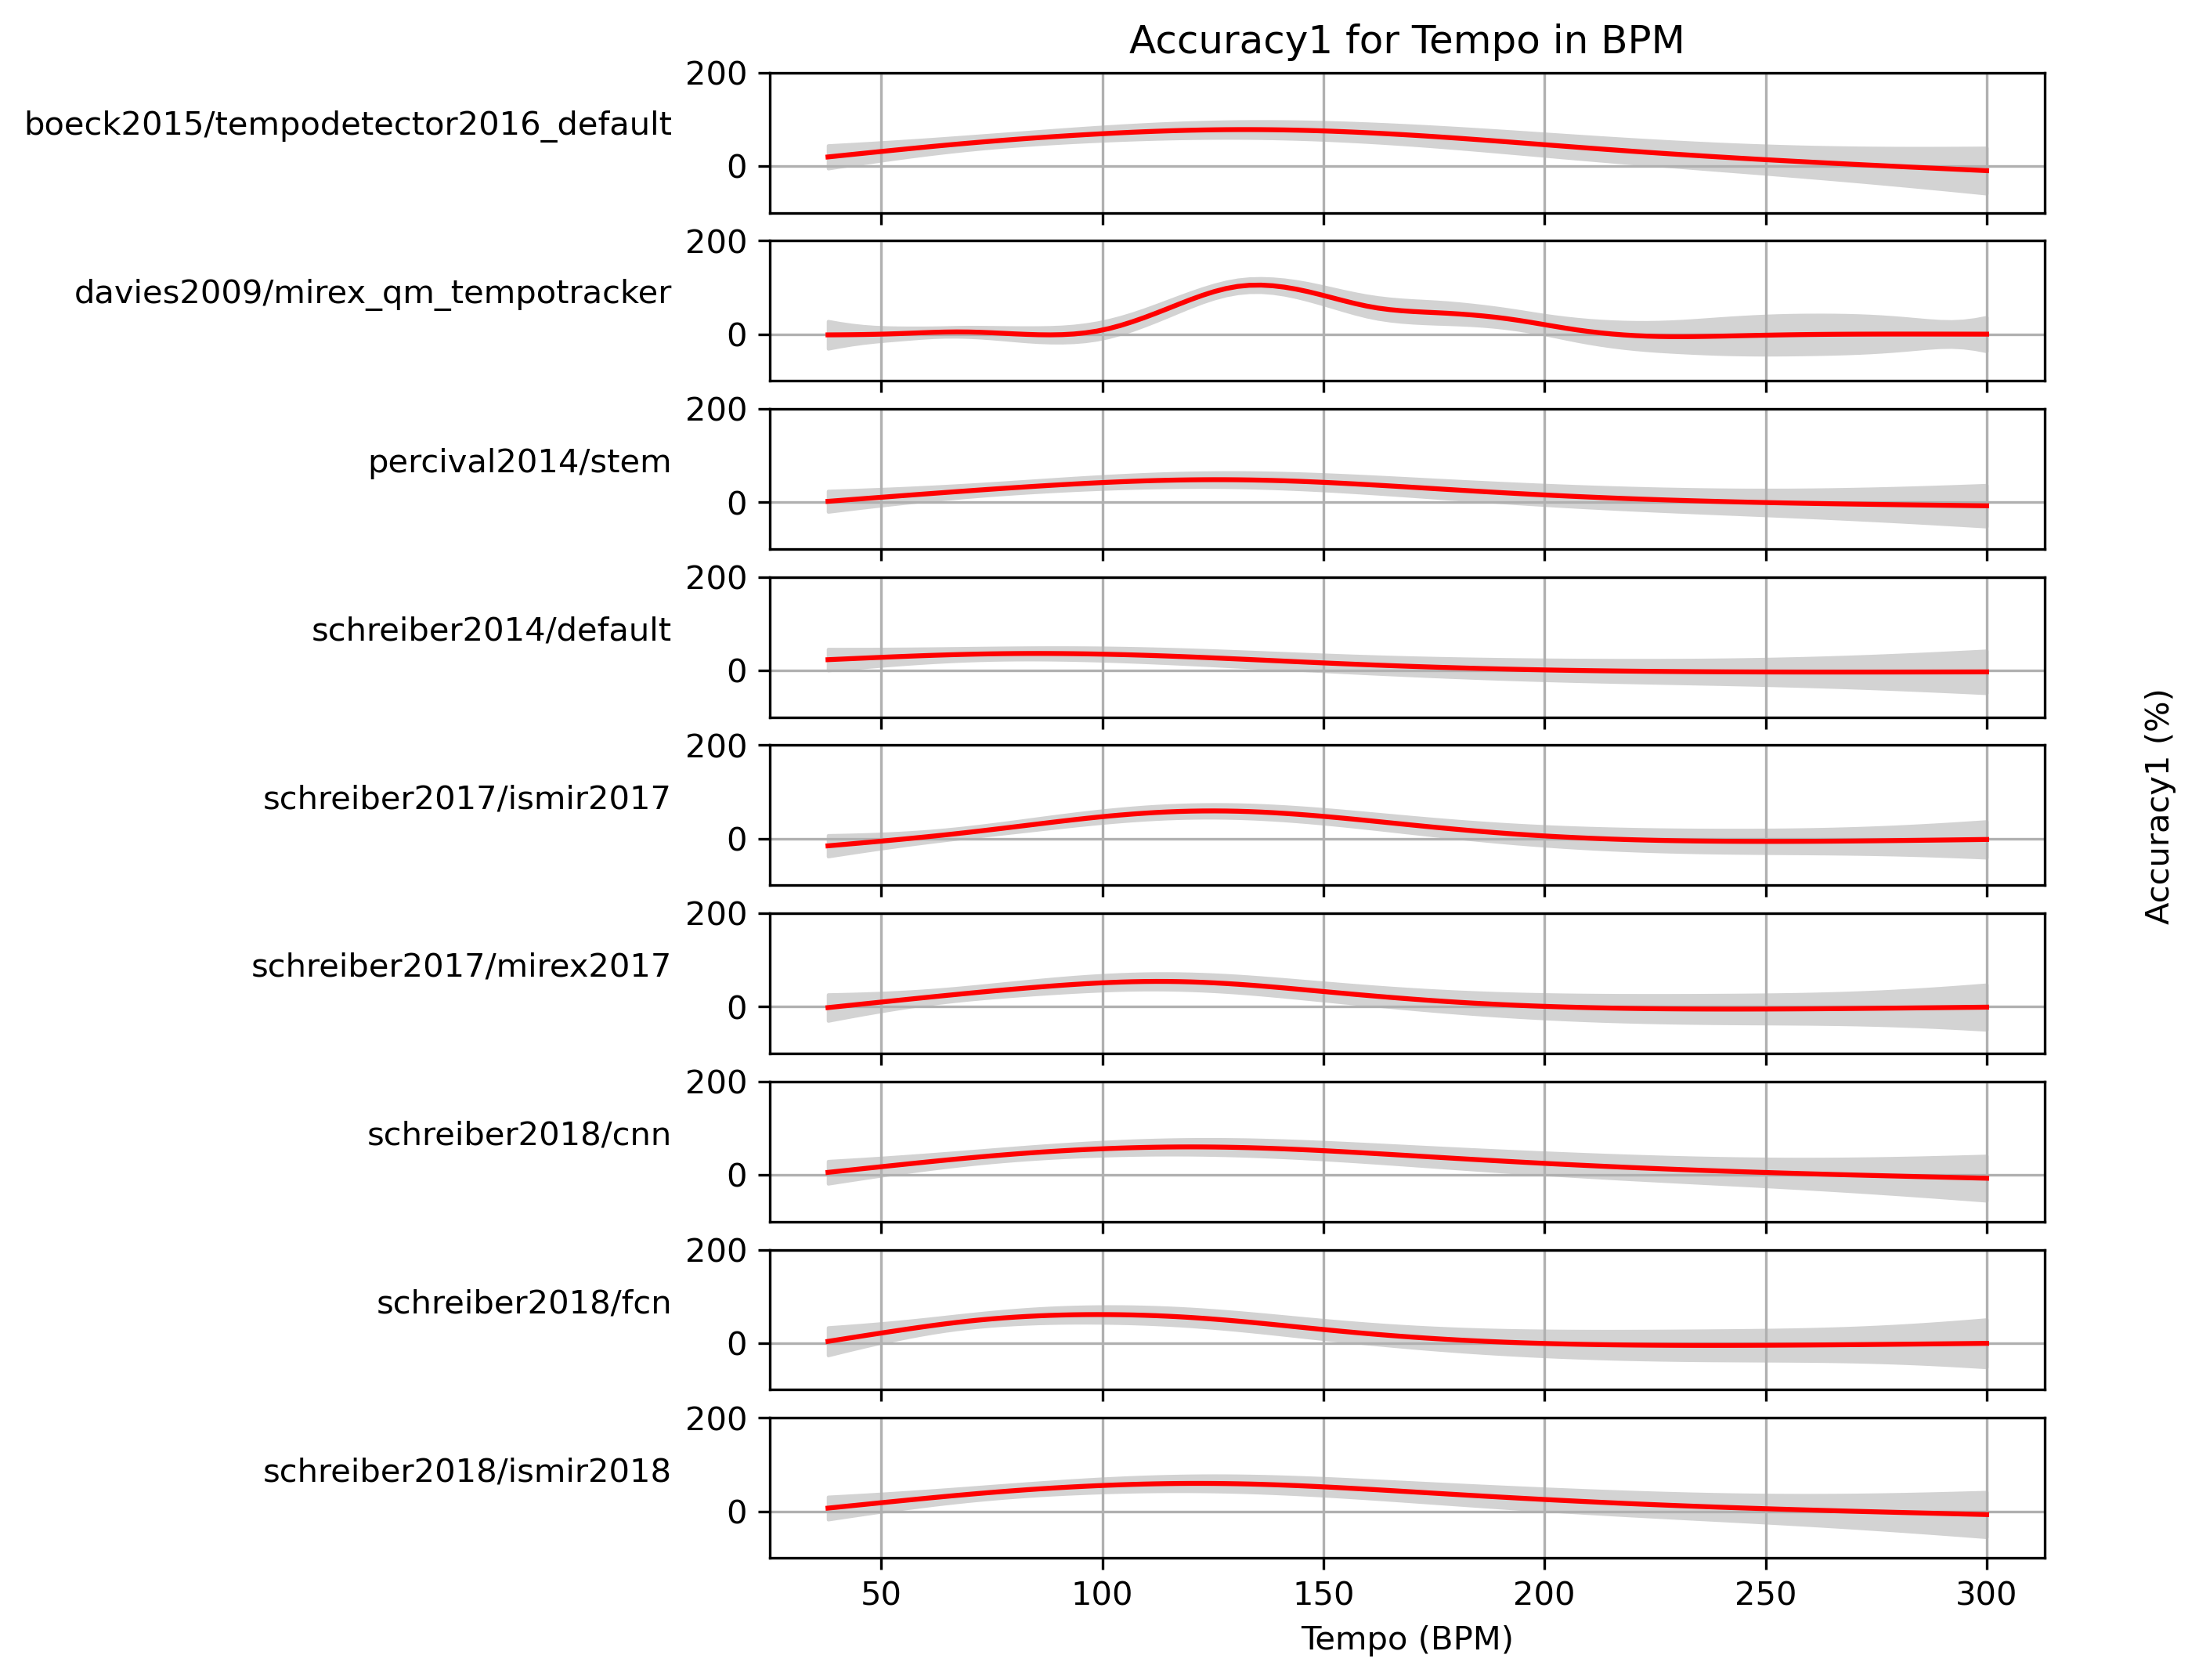 Accuracy1 for Tempo in BPM
200
boeck2015/tempodetector2016_default
0
200
davies2009/mirex_qm_tempotracker
0
200
percival2014/stem
0
200
schreiber2014/default
0
200
schreiber2017/ismir2017
0
200
schreiber2017/mirex2017
0
200
schreiber2018/cnn
0
200
schreiber2018/fcn
0
200
schreiber2018/ismir2018
0
50 100 150 200 250 300
Tempo (BPM)
Accuracy1 (%)